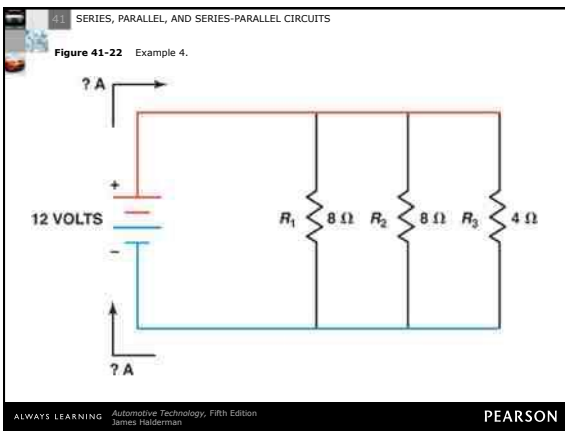 41 SERIES, PARALLEL, AND SERIES-PARALLEL CIRCUITS
Figure 41-22 Example 4.
? A
+
12 VOLTS
−
R₁ 8 Ω R₂ 8 Ω R₃ 4 Ω
? A
ALWAYS LEARNING Automotive Technology, Fifth Edition
James Halderman
PEARSON